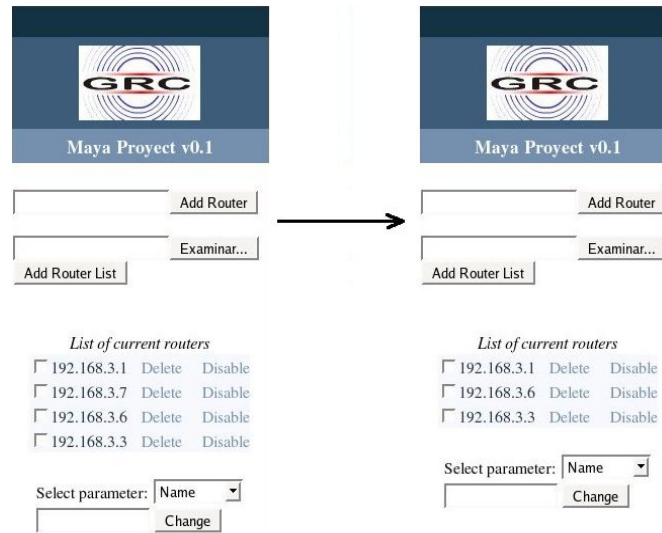 GRC
Maya Proyect v0.1
Add Router
Examinar...
Add Router List
List of current routers
192.168.3.1 Delete Disable
192.168.3.7 Delete Disable
192.168.3.6 Delete Disable
192.168.3.3 Delete Disable
Select parameter: Name
Change
GRC
Maya Proyect v0.1
Add Router
Examinar...
Add Router List
List of current routers
192.168.3.1 Delete Disable
192.168.3.6 Delete Disable
192.168.3.3 Delete Disable
Select parameter: Name
Change